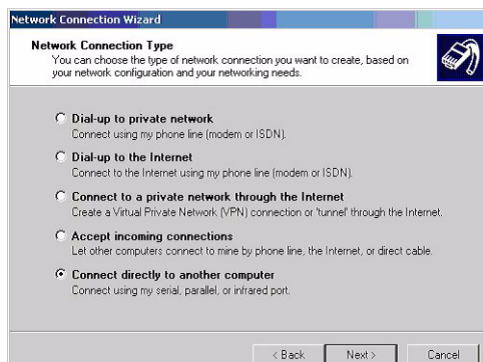 Network Connection Wizard
Network Connection Type
You can choose the type of network connection you want to create, based on
your network configuration and your networking needs.
Dial-up to private network
Connect using my phone line (modem or ISDN).
Dial-up to the Internet
Connect to the Internet using my phone line (modem or ISDN).
Connect to a private network through the Internet
Create a Virtual Private Network (VPN) connection or 'tunnel' through the Internet.
Accept incoming connections
Let other computers connect to mine by phone line, the Internet, or direct cable.
Connect directly to another computer
Connect using my serial, parallel, or infrared port.
< Back Next > Cancel